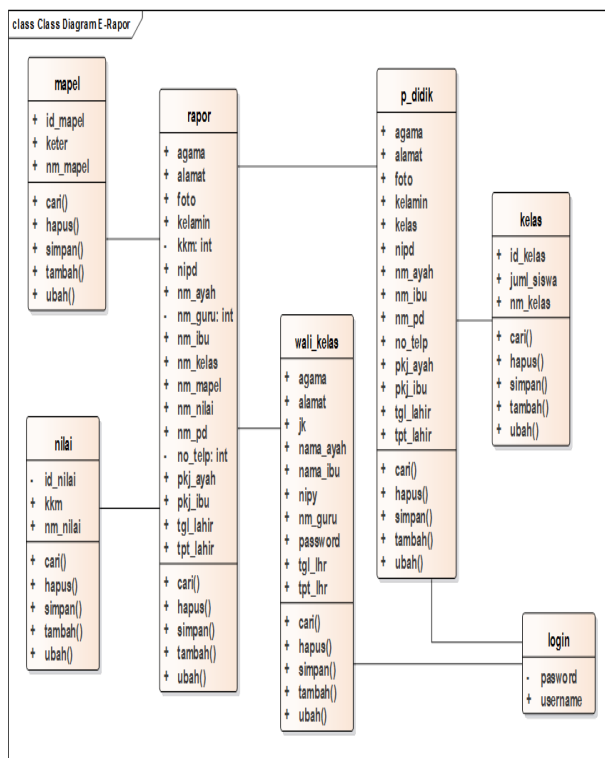 class Class Diagram E-Rapor
mapel
+ id_mapel
+ keter
+ nm_mapel
+ cari()
+ hapus()
+ simpan()
+ tambah()
+ ubah()
rapor
+ agama
+ alamat
+ foto
+ kelamin
- kkm: int
+ nipd
+ nm_ayah
- nm_guru: int
+ nm_ibu
+ nm_kelas
+ nm_mapel
+ nm_nilai
+ nm_pd
- no_telp: int
+ pkj_ayah
+ pkj_ibu
+ tgl_lahir
+ tpt_lahir
+ cari()
+ hapus()
+ simpan()
+ tambah()
+ ubah()
p_didik
+ agama
+ alamat
+ foto
+ kelamin
+ kelas
+ nipd
+ nm_ayah
+ nm_ibu
+ nm_pd
+ no_telp
+ pkj_ayah
+ pkj_ibu
+ tgl_lahir
+ tpt_lahir
+ cari()
+ hapus()
+ simpan()
+ tambah()
+ ubah()
kelas
+ id_kelas
+ juml_siswa
+ nm_kelas
+ cari()
+ hapus()
+ simpan()
+ tambah()
+ ubah()
wali_kelas
+ agama
+ alamat
+ jk
+ nama_ayah
+ nama_ibu
+ nipy
+ nm_guru
+ password
+ tgl_lhr
+ tpt_lhr
+ cari()
+ hapus()
+ simpan()
+ tambah()
+ ubah()
nilai
- id_nilai
+ kkm
+ nm_nilai
+ cari()
+ hapus()
+ simpan()
+ tambah()
+ ubah()
login
- pasword
+ username